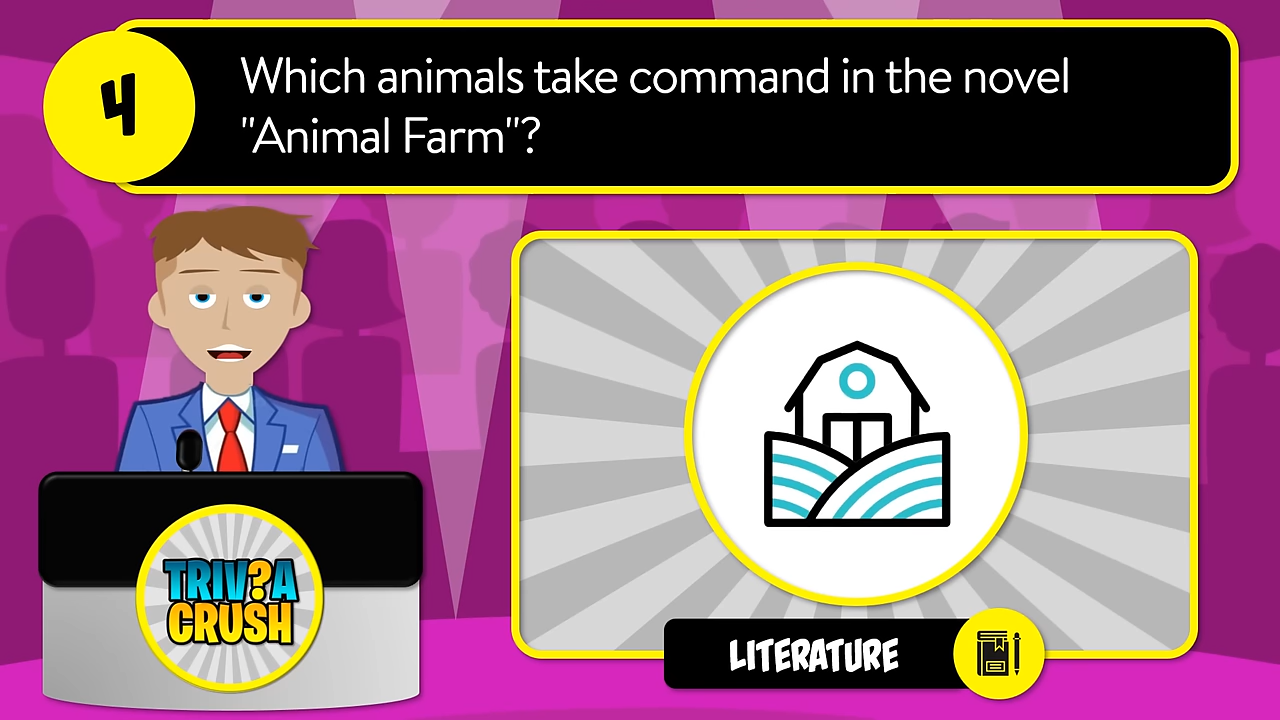 4
Which animals take command in the novel
"Animal Farm"?
TRIV?A
CRUSH
LITERATURE